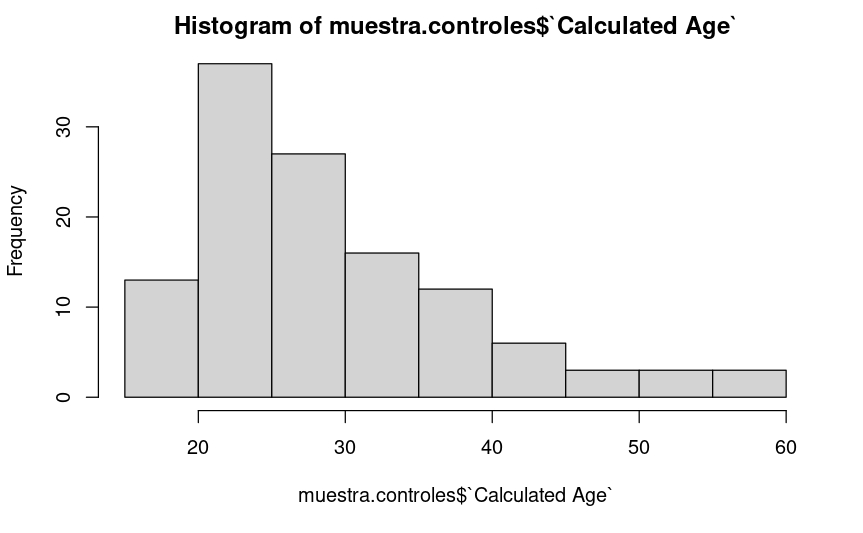 Histogram of muestra.controles$`Calculated Age`
Frequency
30
20
10
0
20 30 40 50 60
muestra.controles$`Calculated Age`